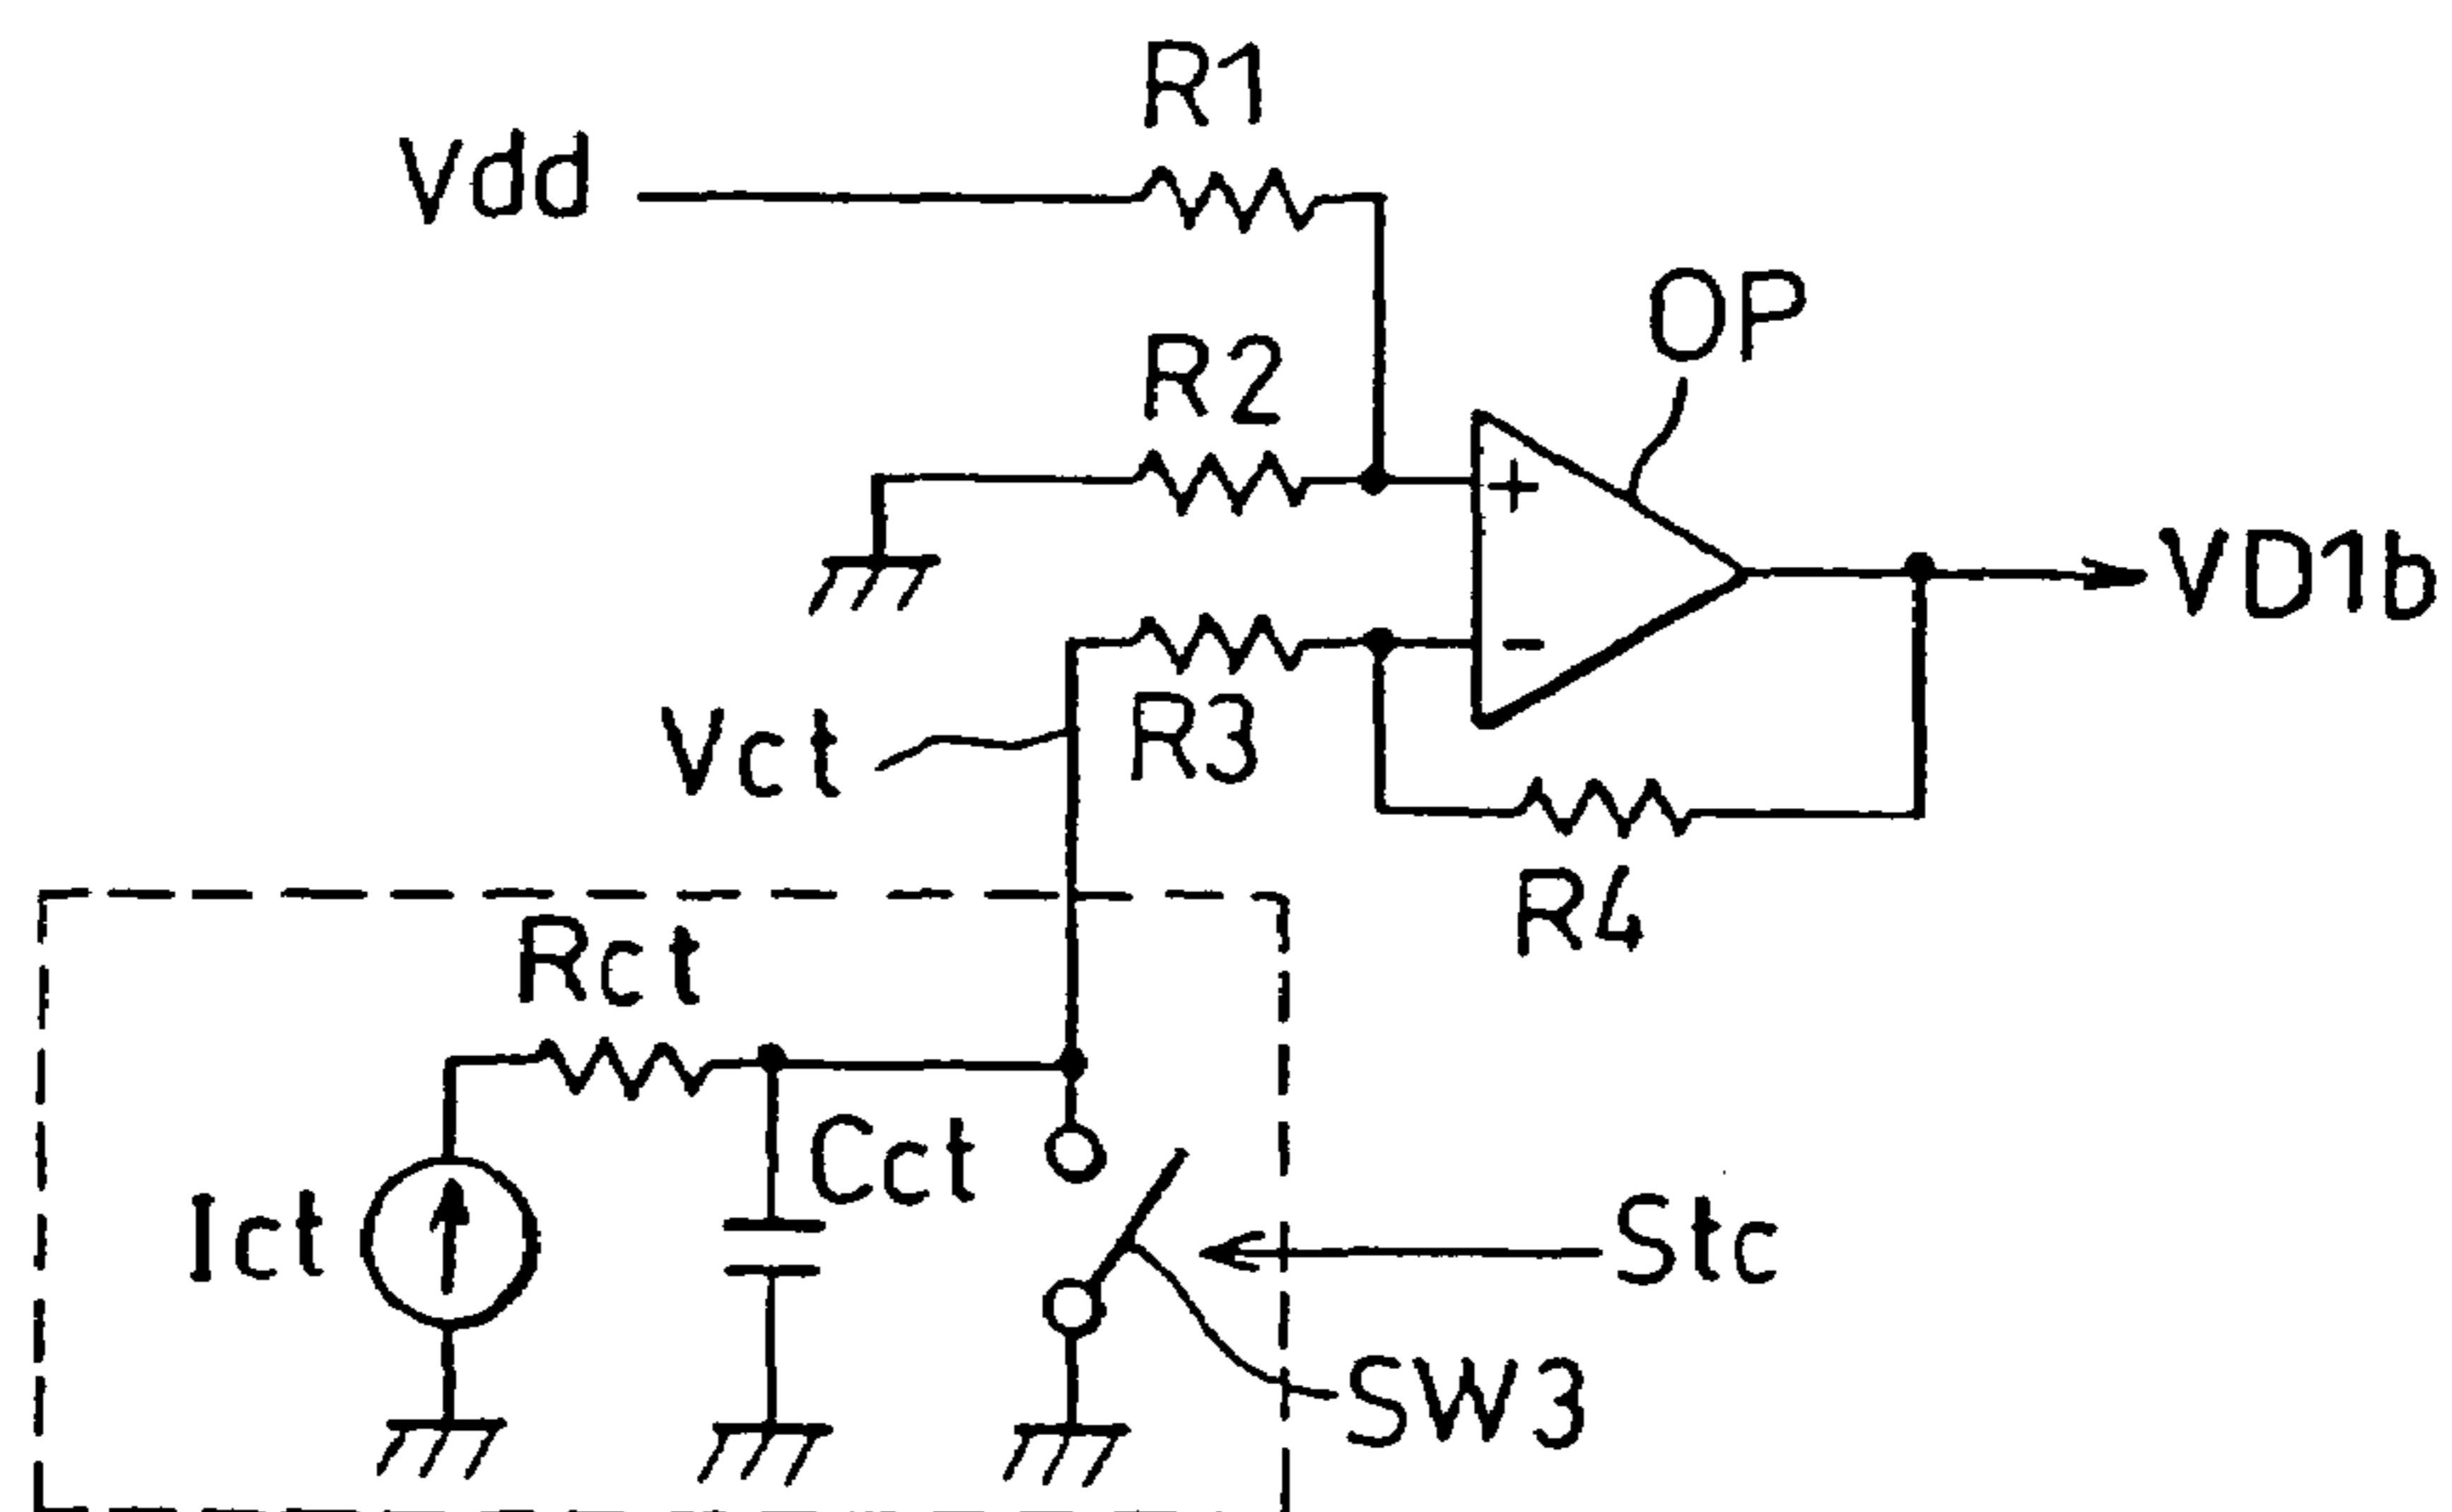 R1
Vdd
OP
R2
+
VD1b
-
Vct
R3
R4
Rct
Cct
Ict
Stc
SW3